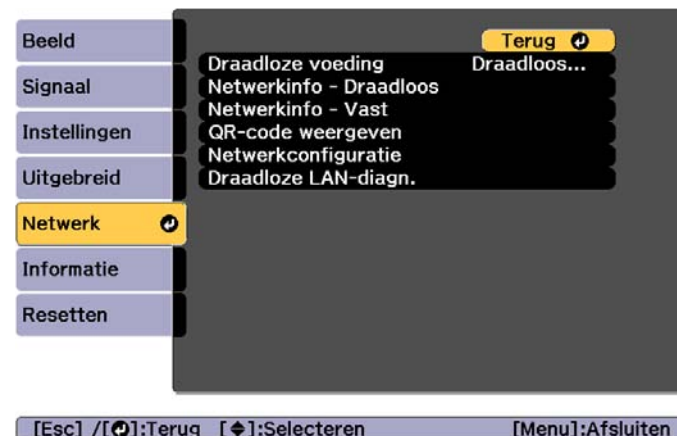 Beeld
Signaal
Instellingen
Uitgebreid
Netwerk
Informatie
Resetten
Terug
Draadloze voeding Draadloos...
Netwerkinfo - Draadloos
Netwerkinfo - Vast
QR-code weergeven
Netwerkconfiguratie
Draadloze LAN-diagn.
[Esc] /[⏎]:Terug [◆]:Selecteren [Menu]:Afsluiten